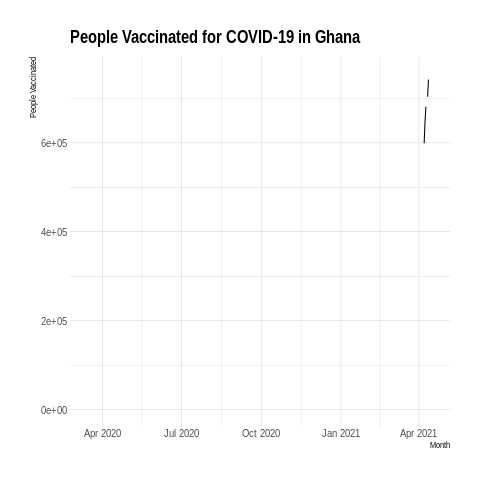 People Vaccinated for COVID-19 in Ghana
People Vaccinated
6e+05
4e+05
2e+05
0e+00
Apr 2020 Jul 2020 Oct 2020 Jan 2021 Apr 2021
Month